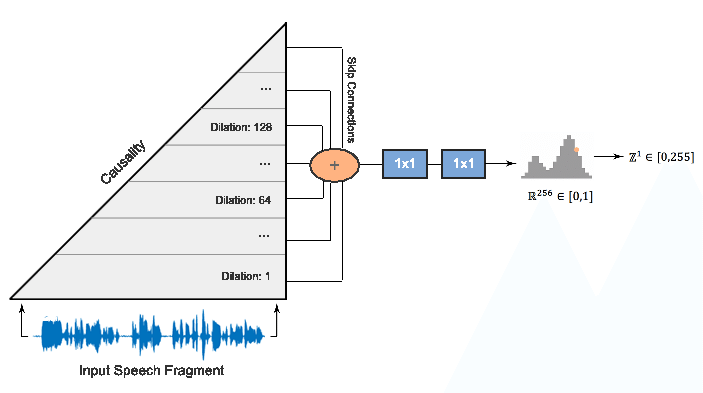 Causality
...
Dilation: 128
...
Dilation: 64
...
Dilation: 1
Skip Connections
+
1x1
1x1
ℝ²⁵⁶ ∈ [0,1]
ℤ¹ ∈ [0,255]
Input Speech Fragment